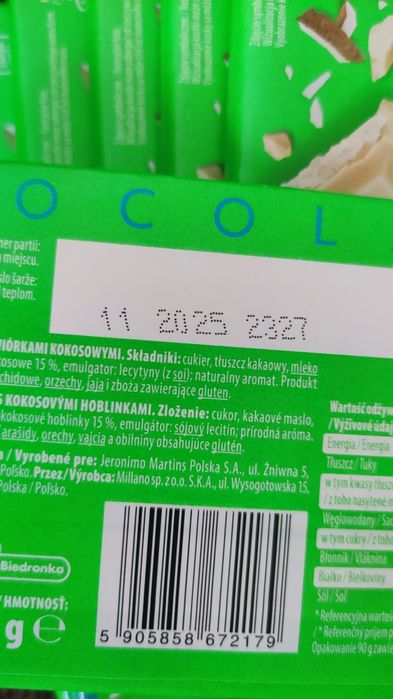 O C O L
ner partii:
miejscu.
slo šarže:
teplom.
11 2025 2327
WIÓRKAMI KOKOSOWYMI. Składniki: cukier, tłuszcz kakaowy, mleko
kosowe 15 %, emulgator: lecytyny (z soi); naturalny aromat. Produkt
chidowe, orzechy, jaja i zboża zawierające gluten.
S KOKOSOVÝMI HOBLINKAMI. Zloženie: cukor, kakaové maslo,
kokosové hoblinky 15 %, emulgátor: sójový lecitín; prírodná aróma.
arašidy, orechy, vajcia a obilniny obsahujúce glutén.
/ Vyrobené pre: Jeronimo Martins Polska S.A., ul. Żniwna 5,
Poľsko. Przez / Výrobca: Millano sp. z o.o. S.K.A., ul. Wysogotowska 15,
Polska / Poľsko.
Wartość odżyw
/ Výživové údaj
Energia / Energia
Tłuszcz / Tuky
w tym kwasy tłusz
/ z toho nasýtené m
Węglowodany / Sac
w tym cukry / z toho
Błonnik / Vláknina
Białko / Bielkoviny
Sól / Soľ
* Referencyjna wartoś
/ * Referenčný príjem p
Opakowanie 90 g zawie
Biedronka
/ HMOTNOSŤ:
g e
5 905858 672179